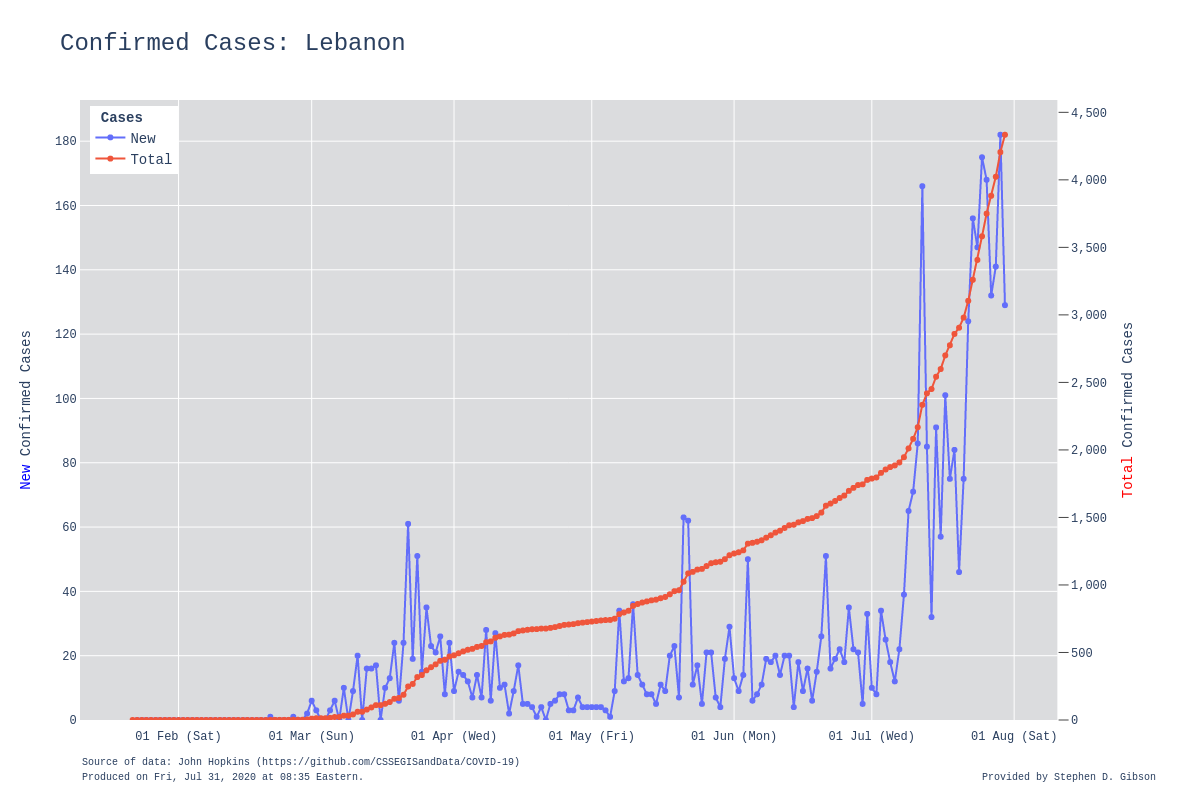 Confirmed Cases: Lebanon
Cases
New
Total
180
160
140
120
100
80
60
40
20
0
4,500
4,000
3,500
3,000
2,500
2,000
1,500
1,000
500
0
New Confirmed Cases
Total Confirmed Cases
01 Feb (Sat) 01 Mar (Sun) 01 Apr (Wed) 01 May (Fri) 01 Jun (Mon) 01 Jul (Wed) 01 Aug (Sat)
Source of data: John Hopkins (https://github.com/CSSEGISandData/COVID-19)
Produced on Fri, Jul 31, 2020 at 08:35 Eastern.
Provided by Stephen D. Gibson